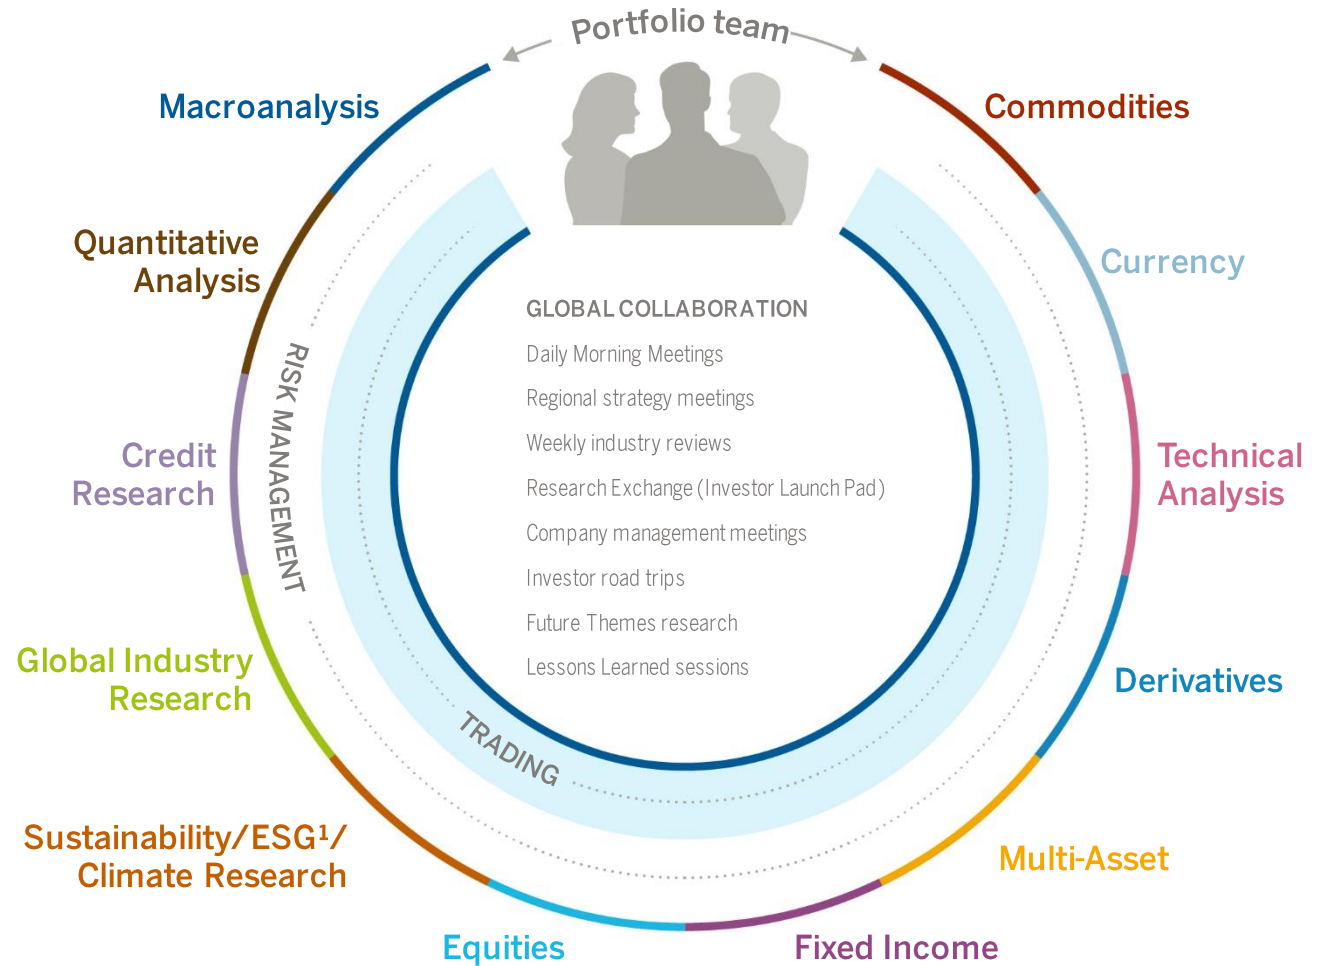 Portfolio team
Macroanalysis
Commodities
Quantitative
Analysis
Currency
GLOBAL COLLABORATION
Daily Morning Meetings
Regional strategy meetings
Weekly industry reviews
Research Exchange (Investor Launch Pad)
Company management meetings
Investor road trips
Future Themes research
Lessons Learned sessions
RISK MANAGEMENT
Credit
Research
Technical
Analysis
Global Industry
Research
Derivatives
TRADING
Sustainability/ESG¹/
Climate Research
Multi-Asset
Equities
Fixed Income